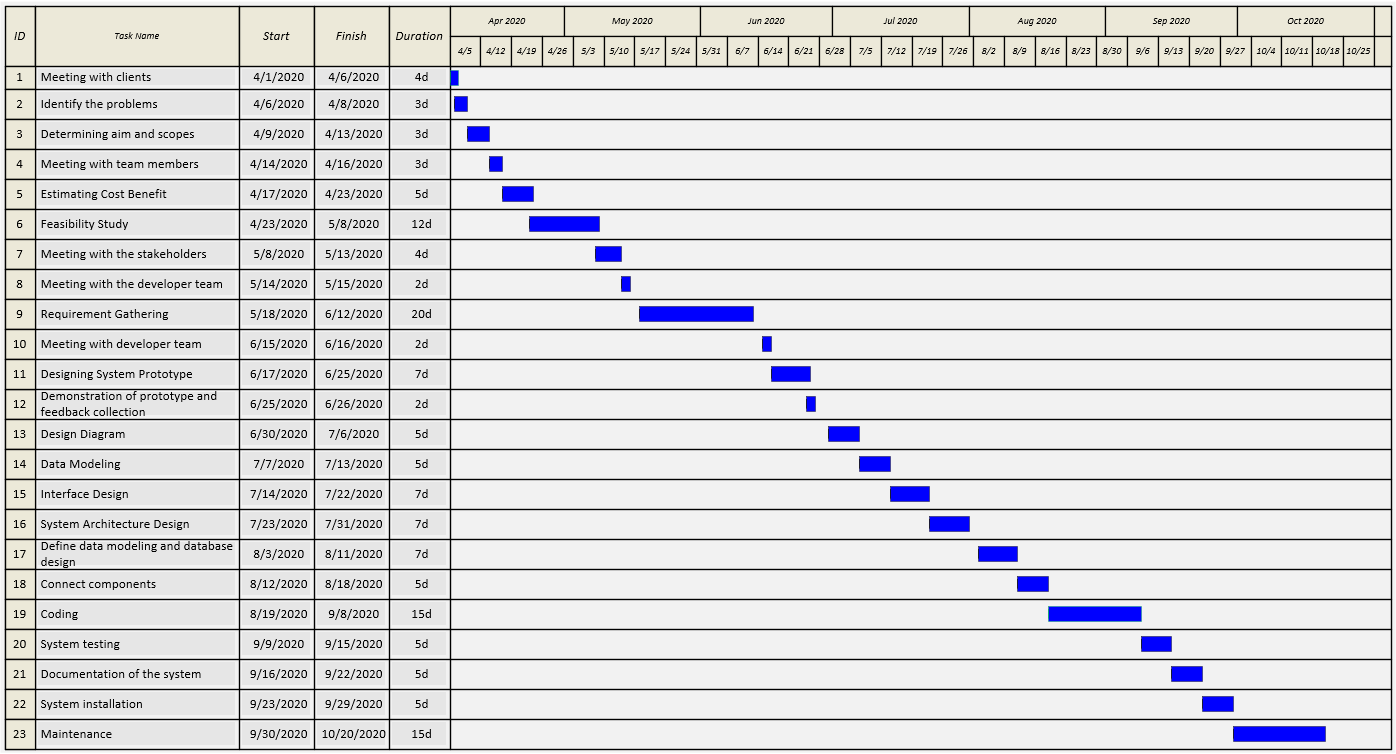 ID Task Name Start Finish Duration Apr 2020 May 2020 Jun 2020 Jul 2020 Aug 2020 Sep 2020 Oct 2020
4/5 4/12 4/19 4/26 5/3 5/10 5/17 5/24 5/31 6/7 6/14 6/21 6/28 7/5 7/12 7/19 7/26 8/2 8/9 8/16 8/23 8/30 9/6 9/13 9/20 9/27 10/4 10/11 10/18 10/25
1 Meeting with clients 4/1/2020 4/6/2020 4d
2 Identify the problems 4/6/2020 4/8/2020 3d
3 Determining aim and scopes 4/9/2020 4/13/2020 3d
4 Meeting with team members 4/14/2020 4/16/2020 3d
5 Estimating Cost Benefit 4/17/2020 4/23/2020 5d
6 Feasibility Study 4/23/2020 5/8/2020 12d
7 Meeting with the stakeholders 5/8/2020 5/13/2020 4d
8 Meeting with the developer team 5/14/2020 5/15/2020 2d
9 Requirement Gathering 5/18/2020 6/12/2020 20d
10 Meeting with developer team 6/15/2020 6/16/2020 2d
11 Designing System Prototype 6/17/2020 6/25/2020 7d
12 Demonstration of prototype and
feedback collection 6/25/2020 6/26/2020 2d
13 Design Diagram 6/30/2020 7/6/2020 5d
14 Data Modeling 7/7/2020 7/13/2020 5d
15 Interface Design 7/14/2020 7/22/2020 7d
16 System Architecture Design 7/23/2020 7/31/2020 7d
17 Define data modeling and database
design 8/3/2020 8/11/2020 7d
18 Connect components 8/12/2020 8/18/2020 5d
19 Coding 8/19/2020 9/8/2020 15d
20 System testing 9/9/2020 9/15/2020 5d
21 Documentation of the system 9/16/2020 9/22/2020 5d
22 System installation 9/23/2020 9/29/2020 5d
23 Maintenance 9/30/2020 10/20/2020 15d